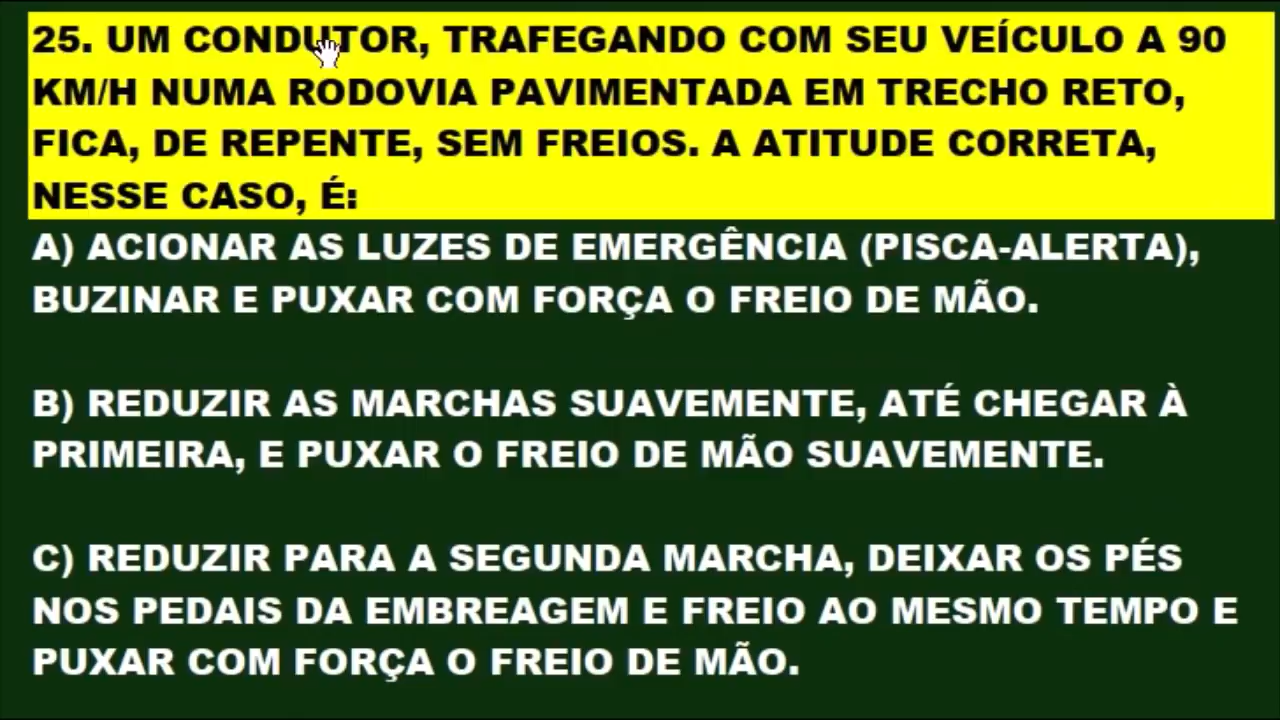 25. UM CONDUTOR, TRAFEGANDO COM SEU VEÍCULO A 90
KM/H NUMA RODOVIA PAVIMENTADA EM TRECHO RETO,
FICA, DE REPENTE, SEM FREIOS. A ATITUDE CORRETA,
NESSE CASO, É:
A) ACIONAR AS LUZES DE EMERGÊNCIA (PISCA-ALERTA),
BUZINAR E PUXAR COM FORÇA O FREIO DE MÃO.
B) REDUZIR AS MARCHAS SUAVEMENTE, ATÉ CHEGAR À
PRIMEIRA, E PUXAR O FREIO DE MÃO SUAVEMENTE.
C) REDUZIR PARA A SEGUNDA MARCHA, DEIXAR OS PÉS
NOS PEDAIS DA EMBREAGEM E FREIO AO MESMO TEMPO E
PUXAR COM FORÇA O FREIO DE MÃO.